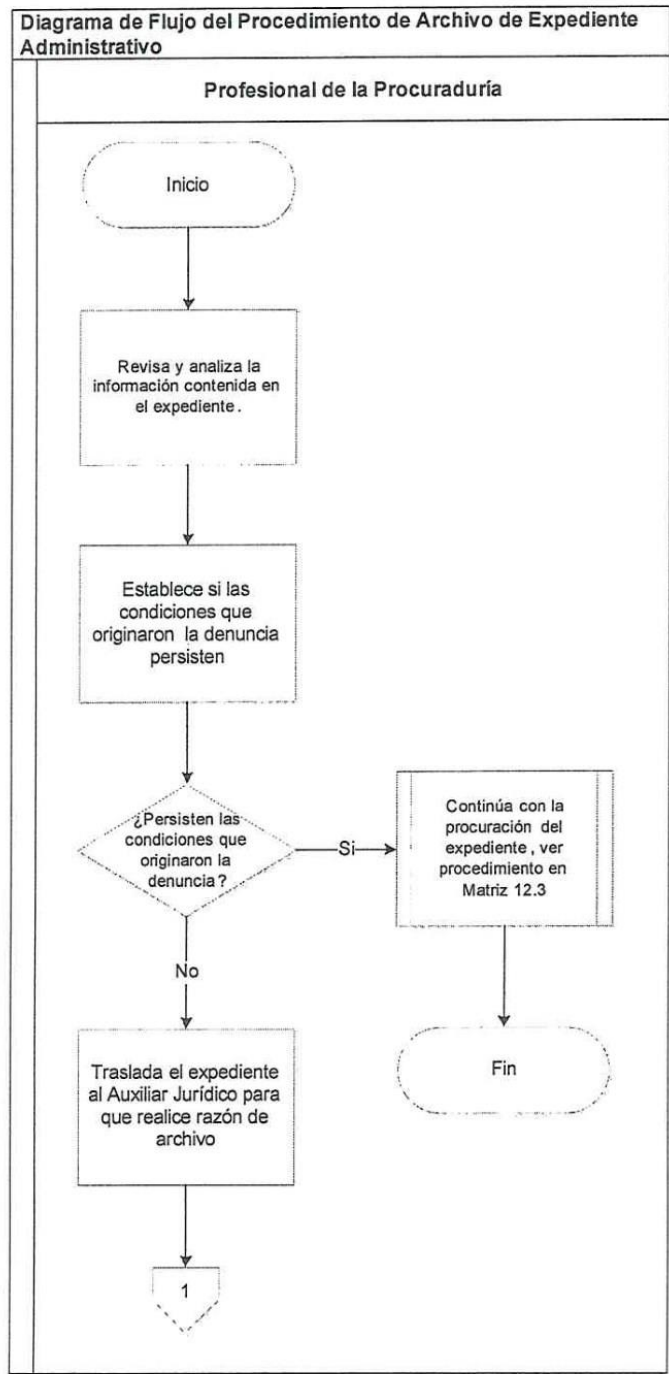 Diagrama de Flujo del Procedimiento de Archivo de Expediente
Administrativo
Profesional de la Procuraduría
Inicio
Revisa y analiza la
información contenida en
el expediente.
Establece si las
condiciones que
originaron la denuncia
persisten
¿Persisten las
condiciones que
originaron la
denuncia?
Si
Continúa con la
procuración del
expediente, ver
procedimiento en
Matriz 12.3
No
Fin
Traslada el expediente
al Auxiliar Jurídico para
que realice razón de
archivo
1